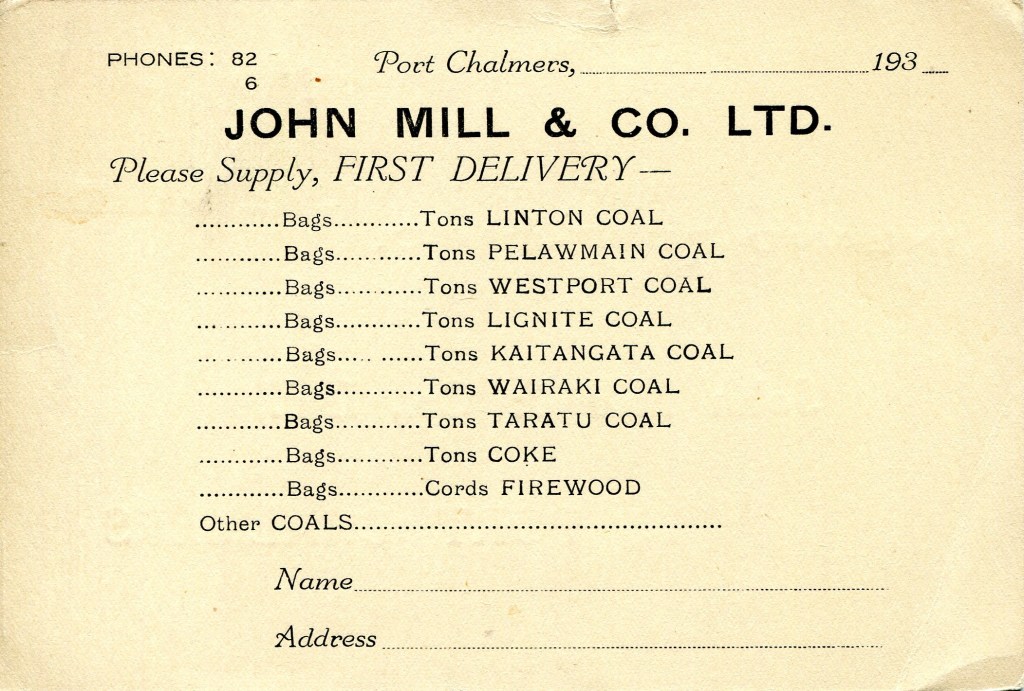 PHONES: 82 Port Chalmers, .................... 193...
6
JOHN MILL & CO. LTD.
Please Supply, FIRST DELIVERY—
............Bags............Tons LINTON COAL
............Bags............Tons PELAWMAIN COAL
............Bags............Tons WESTPORT COAL
............Bags............Tons LIGNITE COAL
............Bags............Tons KAITANGATA COAL
............Bags............Tons WAIRAKI COAL
............Bags............Tons TARATU COAL
............Bags............Tons COKE
............Bags............Cords FIREWOOD
Other COALS....................................................
Name....................................................
Address....................................................